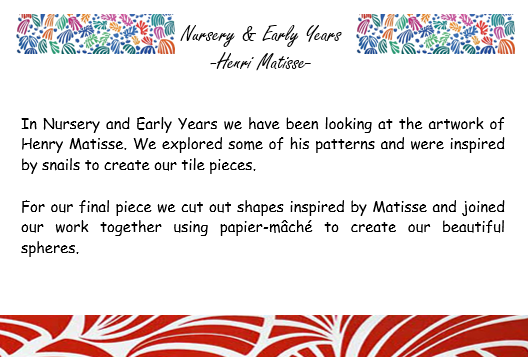 Nursery & Early Years
-Henri Matisse-
In Nursery and Early Years we have been looking at the artwork of
Henry Matisse. We explored some of his patterns and were inspired
by snails to create our tile pieces.
For our final piece we cut out shapes inspired by Matisse and joined
our work together using papier-mâché to create our beautiful
spheres.